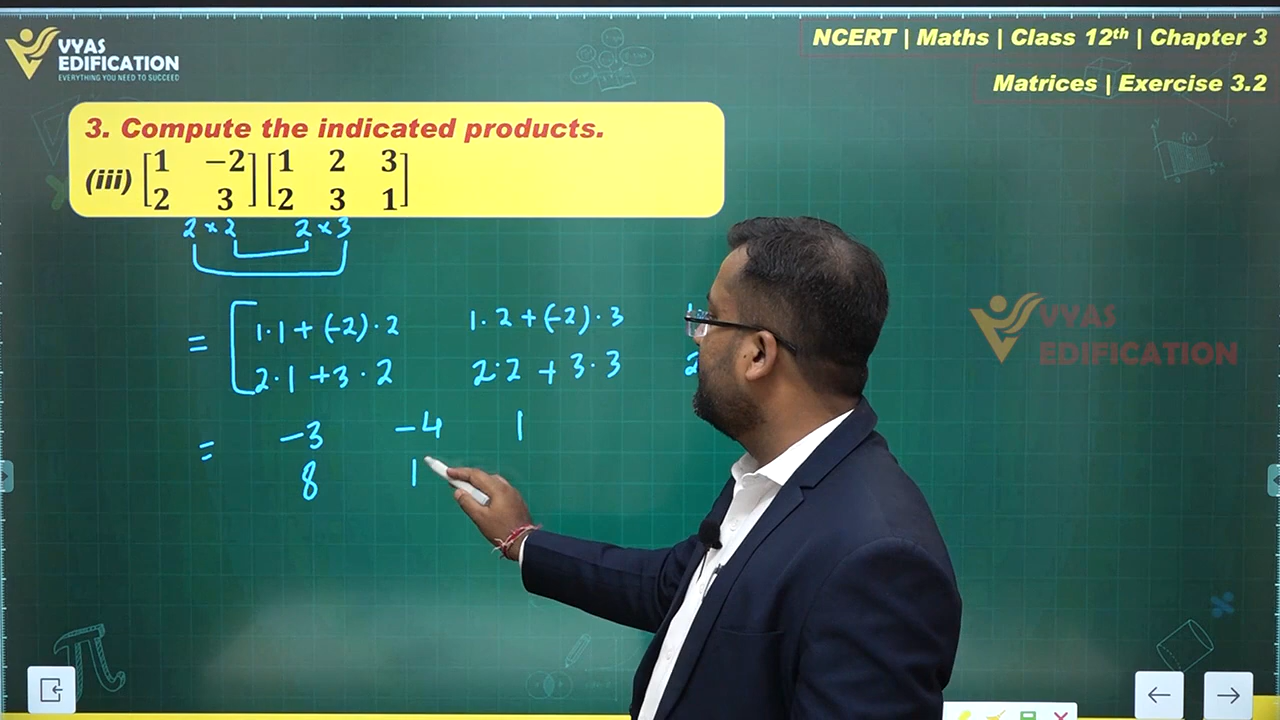 VYAS
EDIFICATION
EVERYTHING YOU NEED TO SUCCEED
NCERT | Maths | Class 12th | Chapter 3
Matrices | Exercise 3.2
3. Compute the indicated products.
(iii) [1 −2] [1 2 3]
[2 3] [2 3 1]
2×2 2×3
= [1·1+(-2)·2 1·2+(-2)·3
2·1+3·2 2·2+3·3 2
= -3 -4 1
8 1
VYAS
EDIFICATION